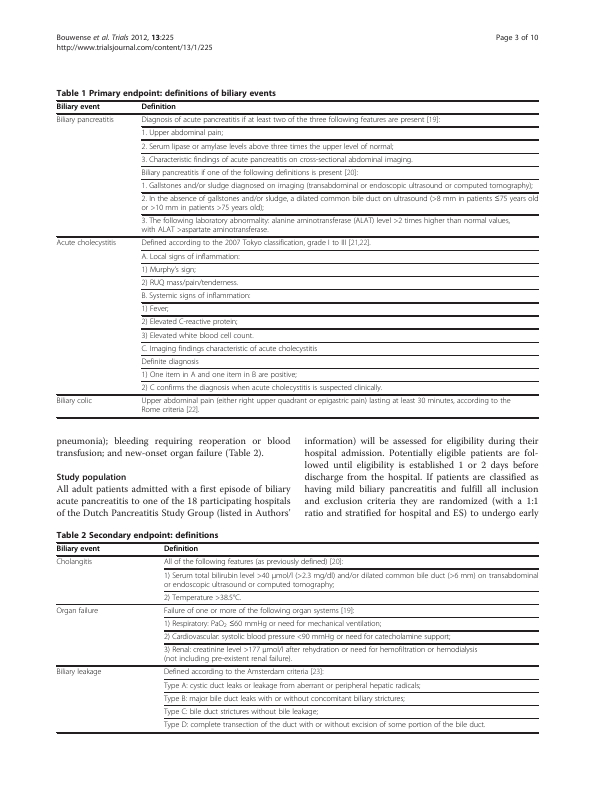 Bouwense et al. Trials 2012, 13:225
http://www.trialsjournal.com/content/13/1/225
Page 3 of 10
Table 1 Primary endpoint: definitions of biliary events
Biliary event Definition
Biliary pancreatitis Diagnosis of acute pancreatitis if at least two of the three following features are present [19]:
1. Upper abdominal pain;
2. Serum lipase or amylase levels above three times the upper level of normal;
3. Characteristic findings of acute pancreatitis on cross-sectional abdominal imaging.
Biliary pancreatitis if one of the following definitions is present [20]:
1. Gallstones and/or sludge diagnosed on imaging (transabdominal or endoscopic ultrasound or computed tomography);
2. In the absence of gallstones and/or sludge, a dilated common bile duct on ultrasound (>8 mm in patients ≤75 years old
or >10 mm in patients >75 years old);
3. The following laboratory abnormality: alanine aminotransferase (ALAT) level >2 times higher than normal values,
with ALAT >aspartate aminotransferase.
Acute cholecystitis Defined according to the 2007 Tokyo classification, grade I to III [21,22].
A. Local signs of inflammation:
1) Murphy's sign;
2) RUQ mass/pain/tenderness.
B. Systemic signs of inflammation:
1) Fever;
2) Elevated C-reactive protein;
3) Elevated white blood cell count.
C. Imaging findings characteristic of acute cholecystitis
Definite diagnosis
1) One item in A and one item in B are positive;
2) C confirms the diagnosis when acute cholecystitis is suspected clinically.
Biliary colic Upper abdominal pain (either right upper quadrant or epigastric pain) lasting at least 30 minutes, according to the
Rome criteria [22].
pneumonia); bleeding requiring reoperation or blood
transfusion; and new-onset organ failure (Table 2).
Study population
All adult patients admitted with a first episode of biliary
acute pancreatitis to one of the 18 participating hospitals
of the Dutch Pancreatitis Study Group (listed in Authors'
information) will be assessed for eligibility during their
hospital admission. Potentially eligible patients are fol-
lowed until eligibility is established 1 or 2 days before
discharge from the hospital. If patients are classified as
having mild biliary pancreatitis and fulfill all inclusion
and exclusion criteria they are randomized (with a 1:1
ratio and stratified for hospital and ES) to undergo early
Table 2 Secondary endpoint: definitions
Biliary event Definition
Cholangitis All of the following features (as previously defined) [20]:
1) Serum total bilirubin level >40 μmol/l (>2.3 mg/dl) and/or dilated common bile duct (>6 mm) on transabdominal
or endoscopic ultrasound or computed tomography;
2) Temperature >38.5°C.
Organ failure Failure of one or more of the following organ systems [19]:
1) Respiratory: PaO2 ≤60 mmHg or need for mechanical ventilation;
2) Cardiovascular: systolic blood pressure <90 mmHg or need for catecholamine support;
3) Renal: creatinine level >177 μmol/l after rehydration or need for hemofiltration or hemodialysis
(not including pre-existent renal failure).
Biliary leakage Defined according to the Amsterdam criteria [23]:
Type A: cystic duct leaks or leakage from aberrant or peripheral hepatic radicals;
Type B: major bile duct leaks with or without concomitant biliary strictures;
Type C: bile duct strictures without bile leakage;
Type D: complete transection of the duct with or without excision of some portion of the bile duct.